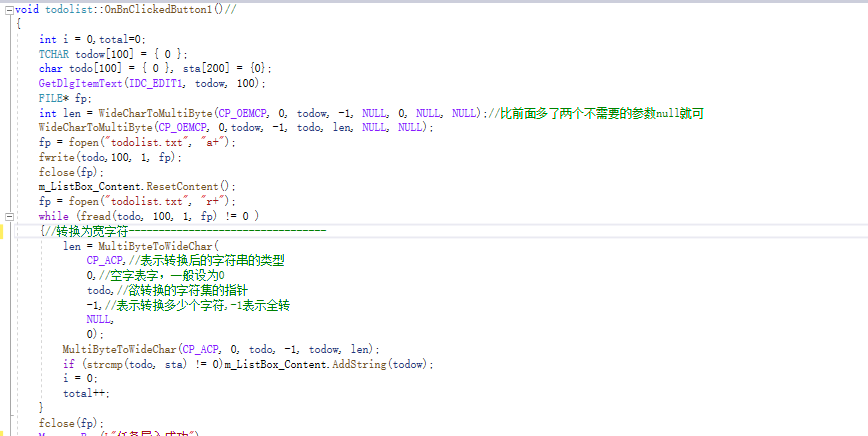 void todolist::OnBnClickedButton1()//
{
int i = 0,total=0;
TCHAR todow[100] = { 0 };
char todo[100] = { 0 }, sta[200] = {0};
GetDlgItemText(IDC_EDIT1, todow, 100);
FILE* fp;
int len = WideCharToMultiByte(CP_OEMCP, 0, todow, -1, NULL, 0, NULL, NULL);//比前面多了两个不需要的参数null就可
WideCharToMultiByte(CP_OEMCP, 0,todow, -1, todo, len, NULL, NULL);
fp = fopen("todolist.txt", "a+");
fwrite(todo,100, 1, fp);
fclose(fp);
m_ListBox_Content.ResetContent();
fp = fopen("todolist.txt", "r+");
while (fread(todo, 100, 1, fp) != 0 )
{//转换为宽字符---------------------------------
len = MultiByteToWideChar(
CP_ACP,//表示转换后的字符串的类型
0,//空字表字，一般设为0
todo,//欲转换的字符集的指针
-1,//表示转换多少个字符,-1表示全转
NULL,
0);
MultiByteToWideChar(CP_ACP, 0, todo, -1, todow, len);
if (strcmp(todo, sta) != 0)m_ListBox_Content.AddString(todow);
i = 0;
total++;
}
fclose(fp);